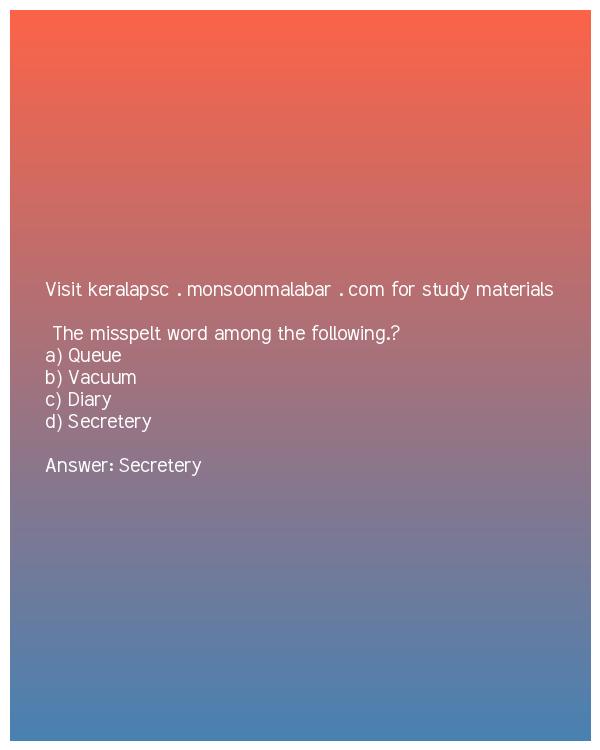 Visit keralapsc . monsoonmalabar . com for study materials
The misspelt word among the following.?
a) Queue
b) Vacuum
c) Diary
d) Secretery
Answer: Secretery